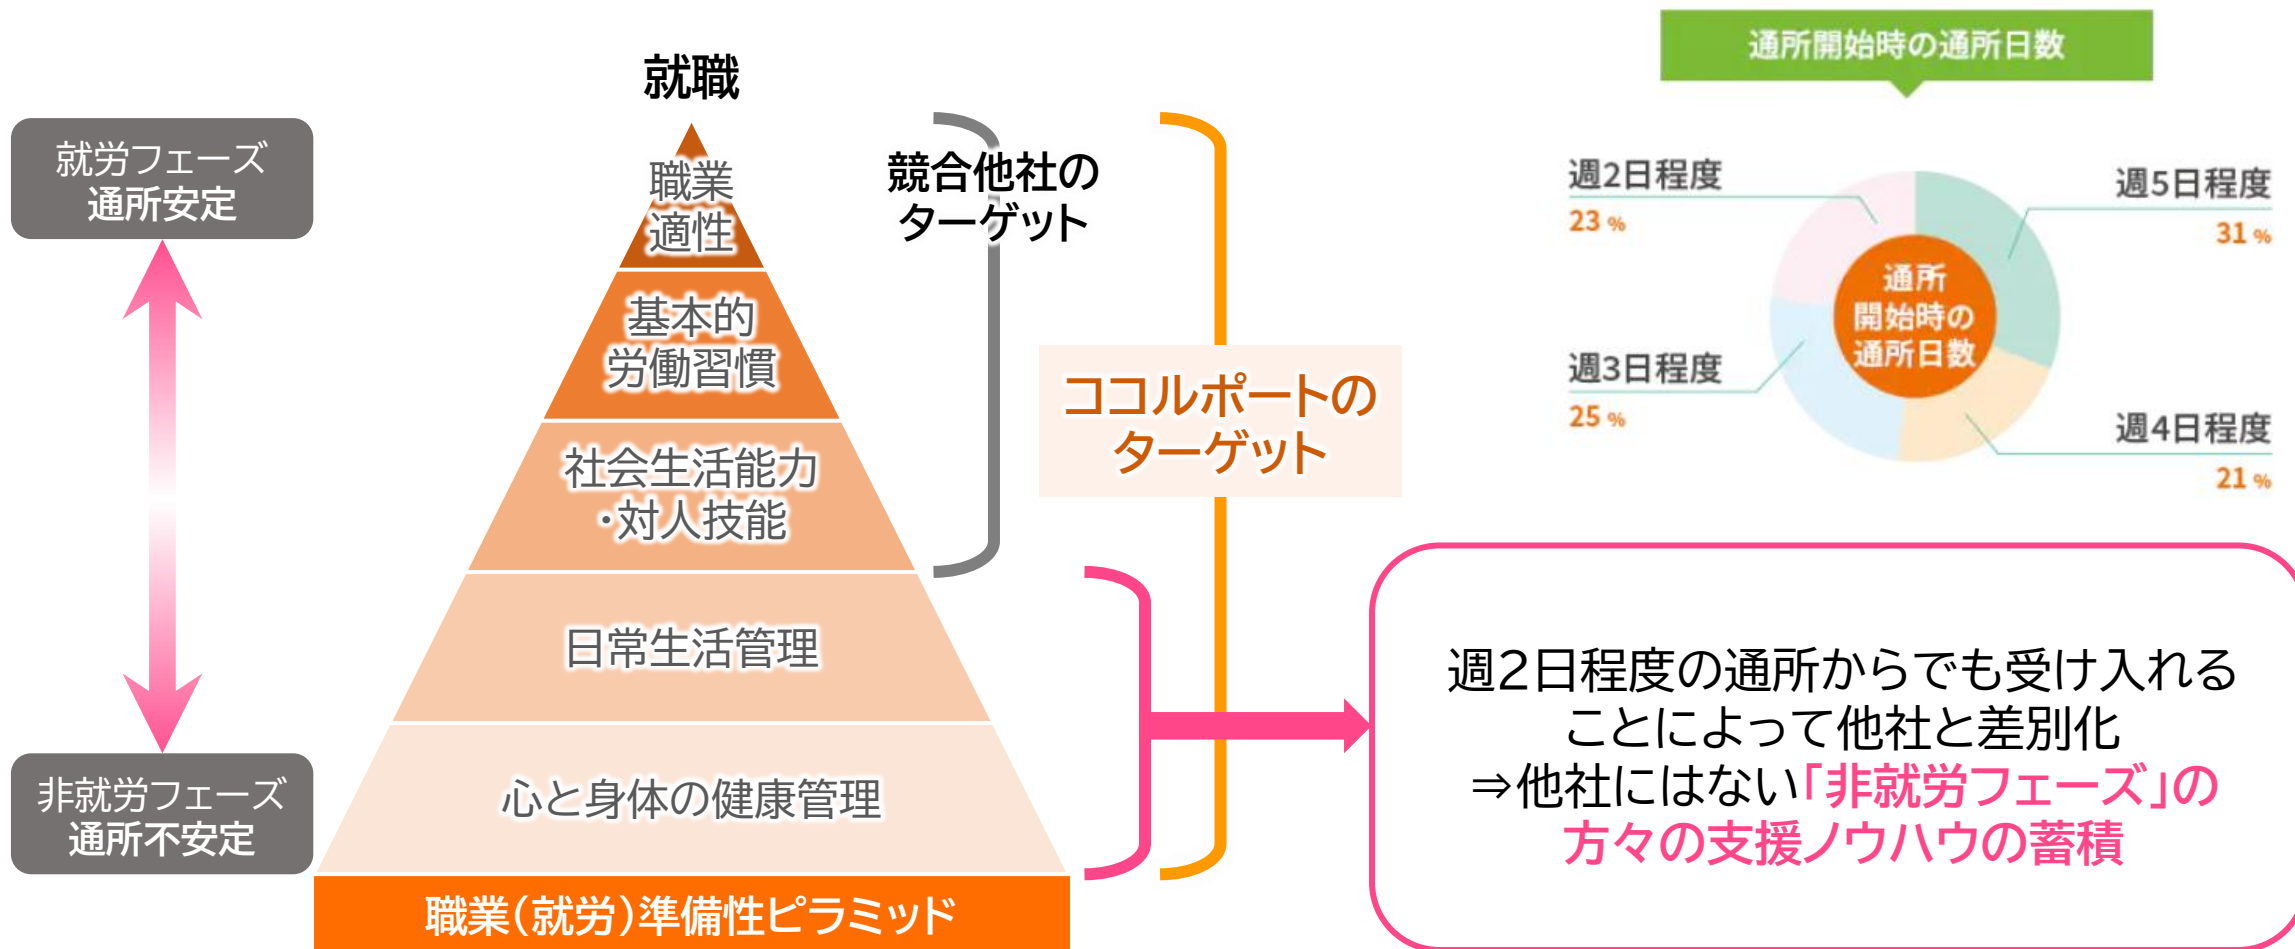 就職
就労フェーズ
通所安定
非就労フェーズ
通所不安定
職業
適性
基本的
労働習慣
社会生活能力
・対人技能
日常生活管理
心と身体の健康管理
職業(就労)準備性ピラミッド
競合他社の
ターゲット
ココルポートの
ターゲット
通所開始時の通所日数
週2日程度
23 %
週5日程度
31 %
通所
開始時の
通所日数
週3日程度
25 %
週4日程度
21 %
週2日程度の通所からでも受け入れる
ことによって他社と差別化
⇒他社にはない「非就労フェーズ」の
方々の支援ノウハウの蓄積